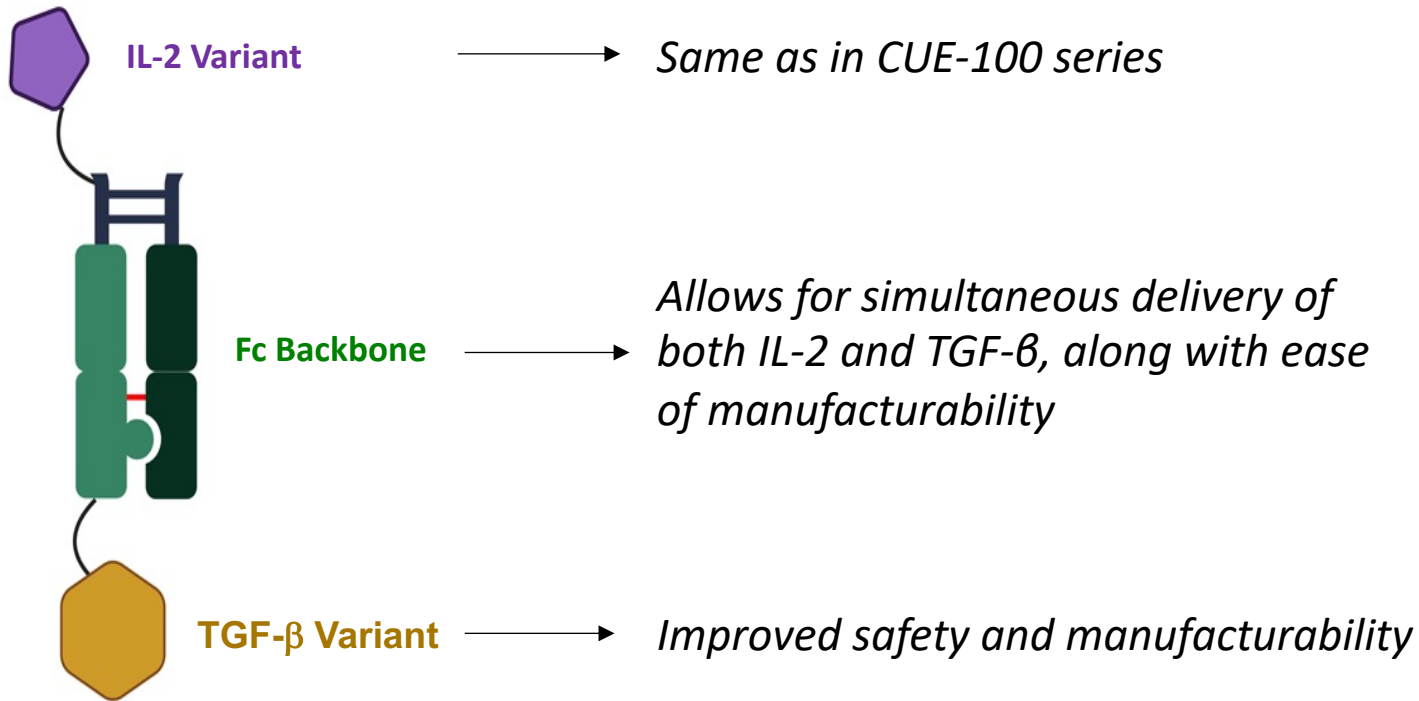 IL-2 Variant
Same as in CUE-100 series
Fc Backbone
Allows for simultaneous delivery of
both IL-2 and TGF-β, along with ease
of manufacturability
TGF-β Variant
Improved safety and manufacturability